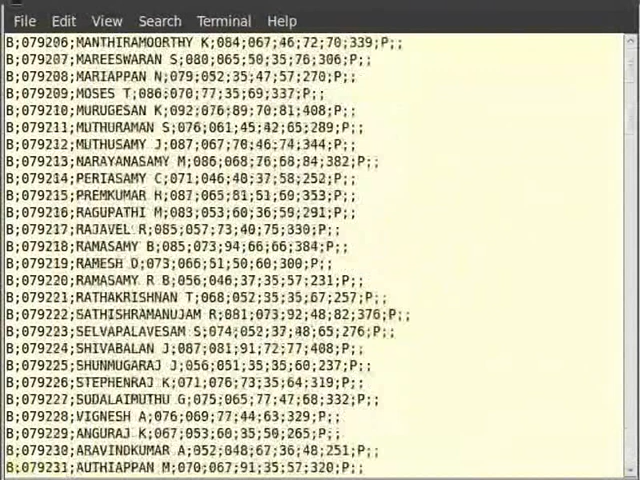 File Edit View Search Terminal Help
B;079206;MANTHIRAMOORTHY K;084;067;46;72;70;339;P;;
B;079207;MAREESWARAN S;080;065;50;35;76;306;P;;
B;079208;MARIAPPAN N;079;052;35;47;57;270;P;;
B;079209;MOSES T;086;070;77;35;69;337;P;;
B;079210;MURUGESAN K;092;076;89;70;81;408;P;;
B;079211;MUTHURAMAN S;076;061;45;42;65;289;P;;
B;079212;MUTHUSAMY J;087;067;70;46;74;344;P;;
B;079213;NARAYANASAMY M;086;068;76;68;84;382;P;;
B;079214;PERIASAMY C;071;046;40;37;58;252;P;;
B;079215;PREMKUMAR H;087;065;81;51;69;353;P;;
B;079216;RAGUPATHI M;083;053;60;36;59;291;P;;
B;079217;RAJAVEL R;085;057;73;40;75;330;P;;
B;079218;RAMASAMY B;085;073;94;66;66;384;P;;
B;079219;RAMESH D;073;066;51;50;60;300;P;;
B;079220;RAMASAMY R B;056;046;37;35;57;231;P;;
B;079221;RATHAKRISHNAN T;068;052;35;35;67;257;P;;
B;079222;SATHISHRAMANUJAM R;081;073;92;48;82;376;P;;
B;079223;SELVAPALAVESAM S;074;052;37;48;65;276;P;;
B;079224;SHIVABALAN J;087;081;91;72;77;408;P;;
B;079225;SHUNMUGARAJ J;056;051;35;35;60;237;P;;
B;079226;STEPHENRAJ K;071;076;73;35;64;319;P;;
B;079227;SUDALAIMUTHU G;075;065;77;47;68;332;P;;
B;079228;VIGNESH A;076;069;77;44;63;329;P;;
B;079229;ANGURAJ K;067;053;60;35;50;265;P;;
B;079230;ARAVINDKUMAR A;052;048;67;36;48;251;P;;
B;079231;AUTHIAPPAN M;070;067;91;35;57;320;P;;